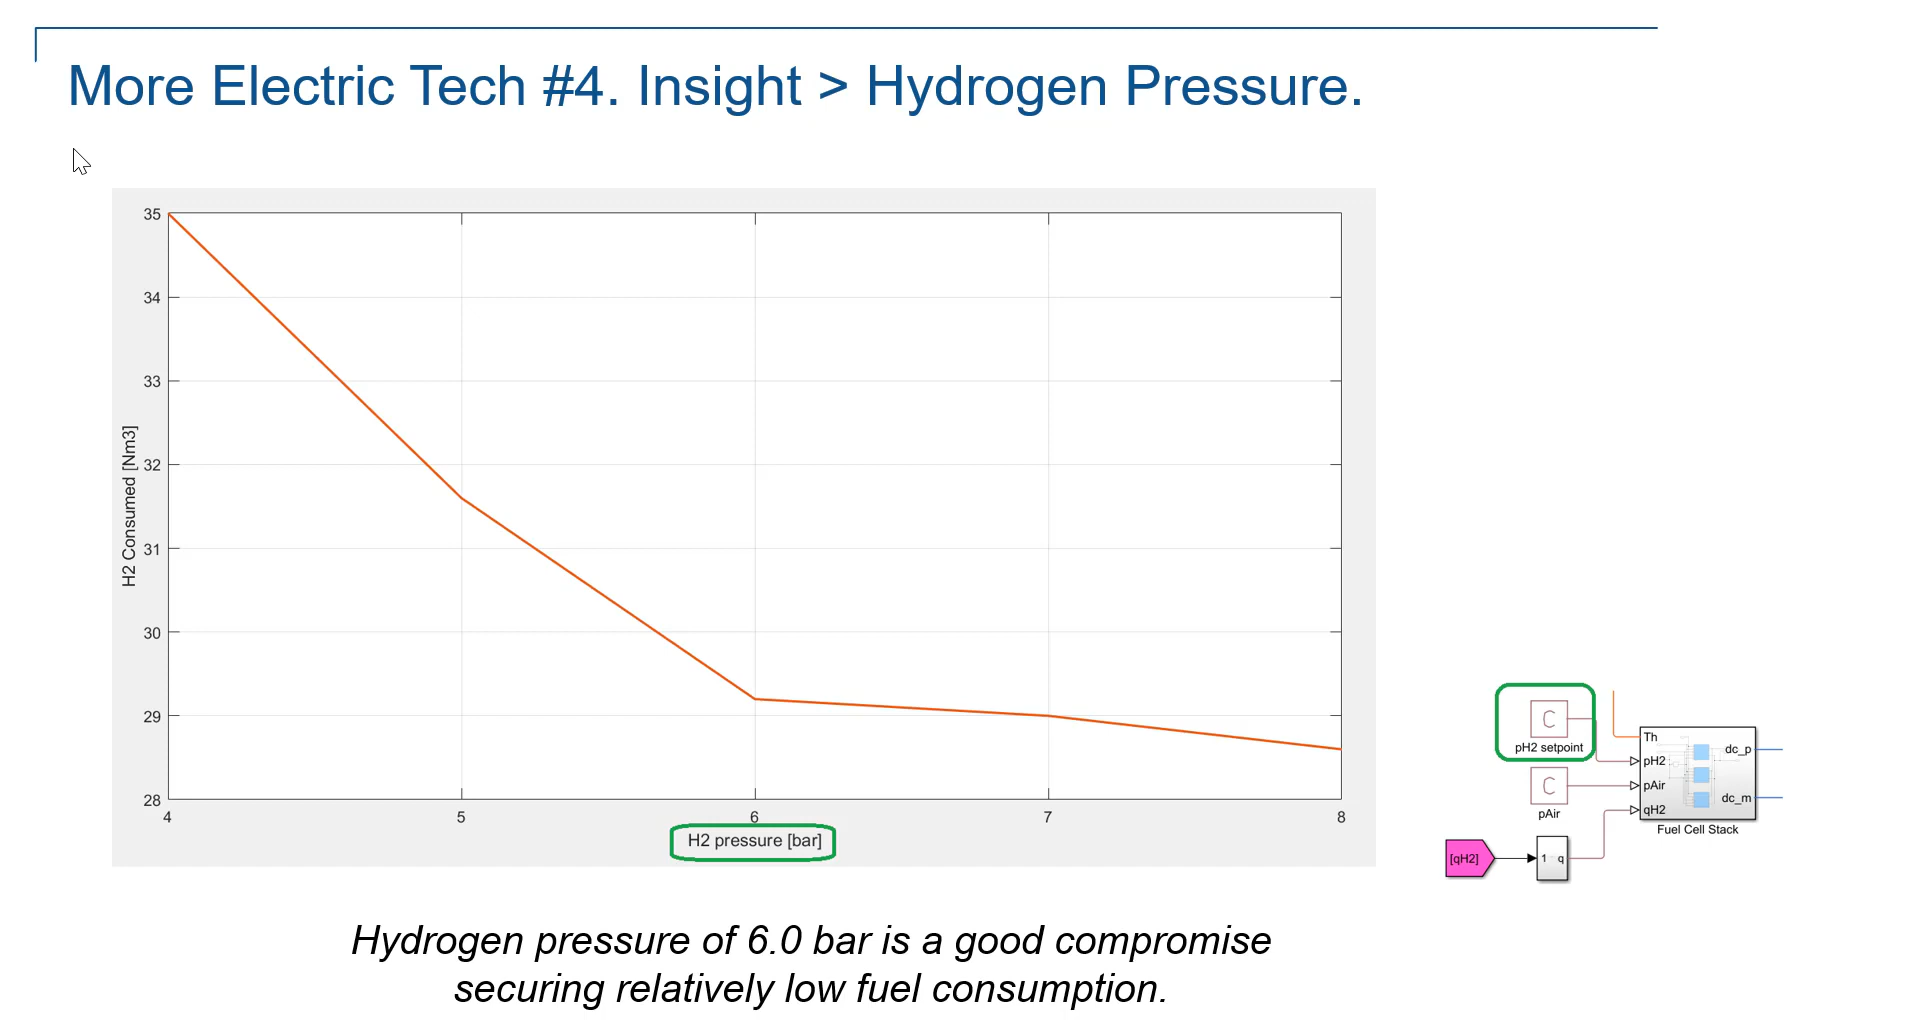 More Electric Tech #4. Insight > Hydrogen Pressure.
35
34
33
32
31
30
29
28
H2 Consumed [Nm3]
4 5 6 7 8
H2 pressure [bar]
C
pH2 setpoint
C
pAir
[qH2]
1 q
Th
pH2
pAir
qH2
dc_p
dc_m
Fuel Cell Stack
Hydrogen pressure of 6.0 bar is a good compromise
securing relatively low fuel consumption.